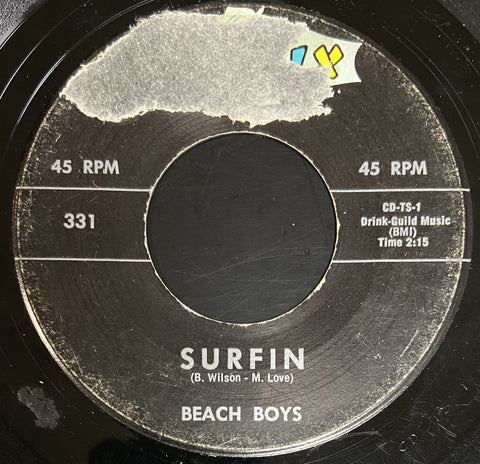 45 RPM
45 RPM
331
CD-TS-1
Drink-Guild Music
(BMI)
Time 2:15
SURFIN
(B. Wilson - M. Love)
BEACH BOYS